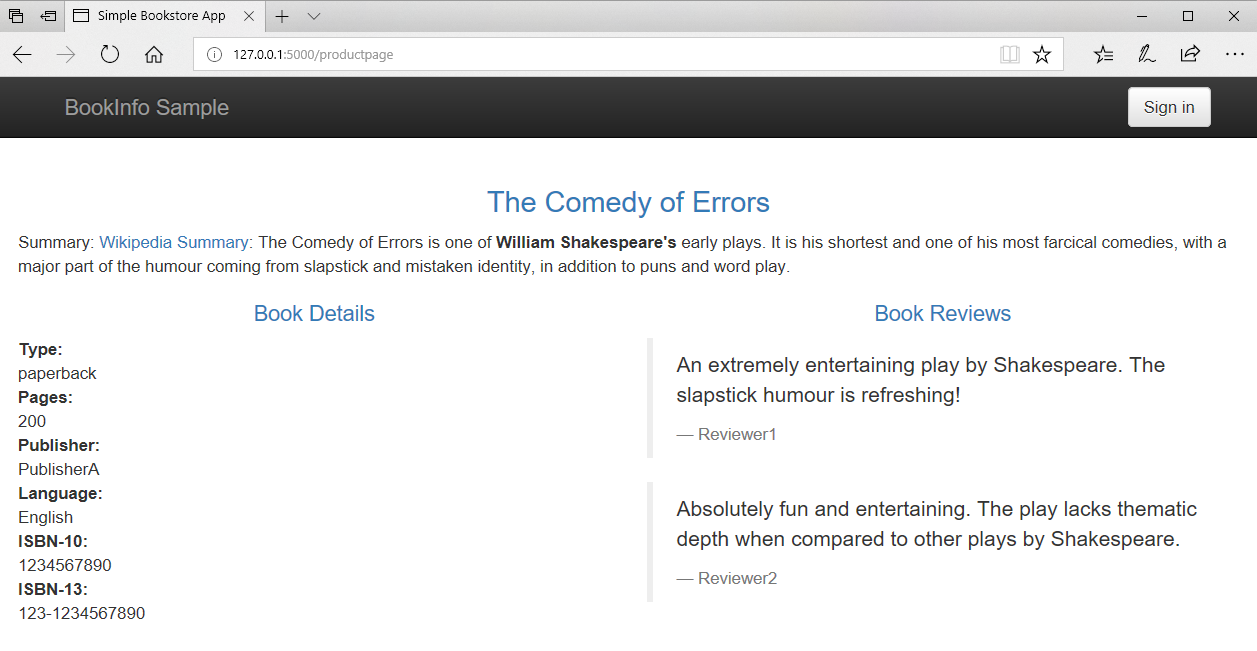 Simple Bookstore App
127.0.0.1:5000/productpage
BookInfo Sample
Sign in
The Comedy of Errors
Summary: Wikipedia Summary: The Comedy of Errors is one of William Shakespeare's early plays. It is his shortest and one of his most farcical comedies, with a
major part of the humour coming from slapstick and mistaken identity, in addition to puns and word play.
Book Details
Type:
paperback
Pages:
200
Publisher:
PublisherA
Language:
English
ISBN-10:
1234567890
ISBN-13:
123-1234567890
Book Reviews
An extremely entertaining play by Shakespeare. The
slapstick humour is refreshing!
— Reviewer1
Absolutely fun and entertaining. The play lacks thematic
depth when compared to other plays by Shakespeare.
— Reviewer2